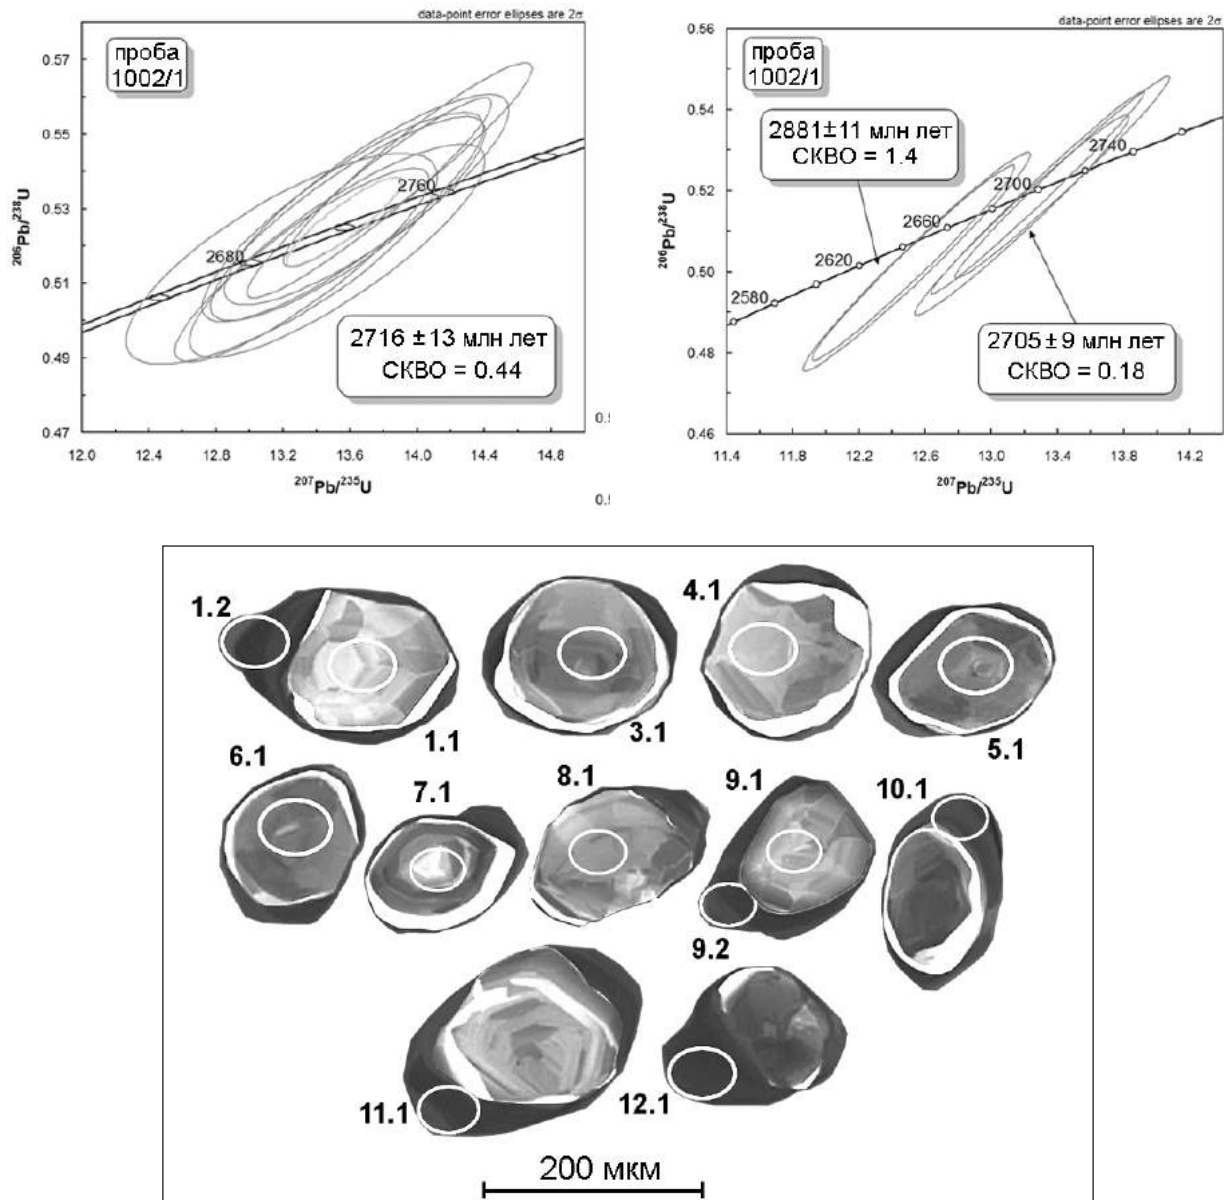 data-point error ellipses are 2σ
проба
1002/1
0.57
0.55
0.53
0.51
0.49
0.47
²⁰⁶Pb/²³⁸U
2760
2680
2716 ±13 млн лет
СКВО = 0.44
12.0 12.4 12.8 13.2 13.6 14.0 14.4 14.8
²⁰⁷Pb/²³⁵U
data-point error ellipses are 2σ
проба
1002/1
0.56
0.54
0.52
0.50
0.48
0.46
²⁰⁶Pb/²³⁸U
2881±11 млн лет
СКВО = 1.4
2740
2700
2660
2620
2580
2705±9 млн лет
СКВО = 0.18
11.4 11.8 12.2 12.6 13.0 13.4 13.8 14.2
²⁰⁷Pb/²³⁵U
1.2
1.1
3.1
4.1
5.1
6.1
7.1
8.1
9.1
10.1
9.2
11.1
12.1
200 мкм